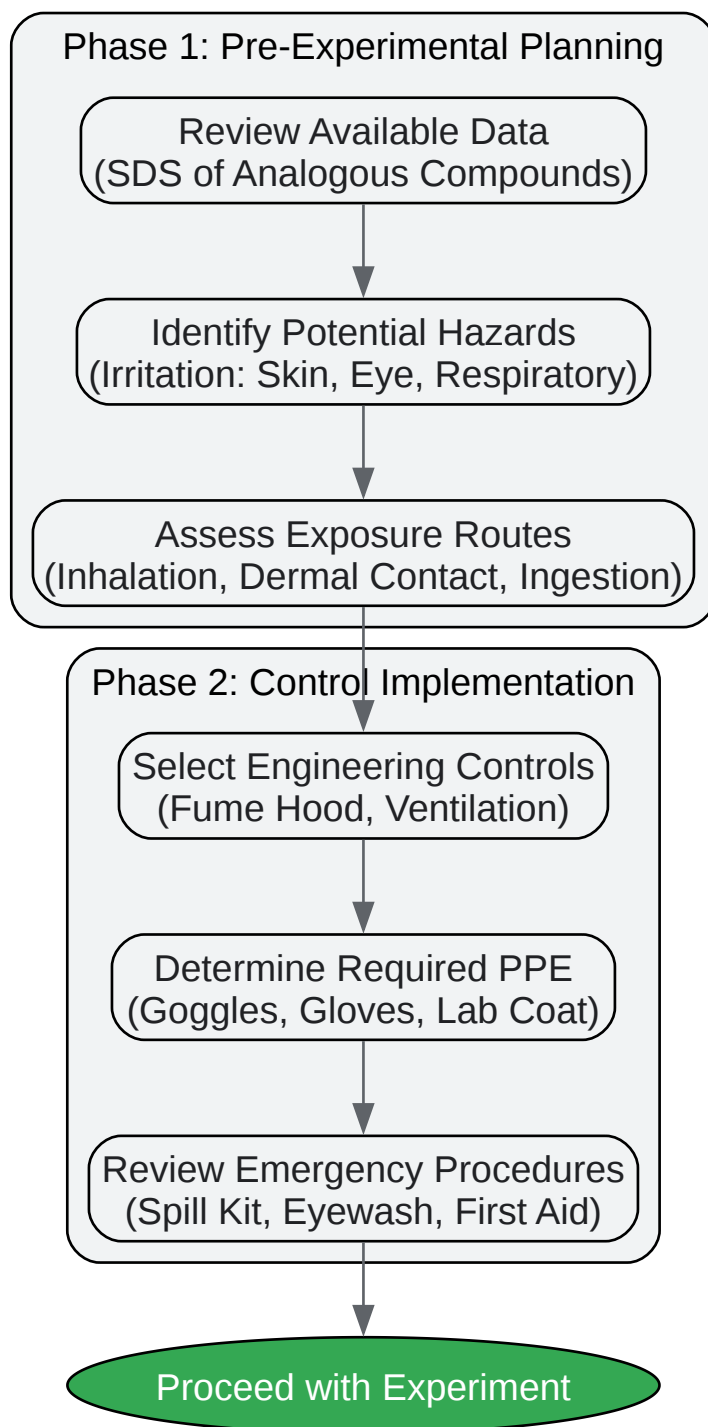 Phase 1: Pre-Experimental Planning
Review Available Data
(SDS of Analogous Compounds)
Identify Potential Hazards
(Irritation: Skin, Eye, Respiratory)
Assess Exposure Routes
(Inhalation, Dermal Contact, Ingestion)
Phase 2: Control Implementation
Select Engineering Controls
(Fume Hood, Ventilation)
Determine Required PPE
(Goggles, Gloves, Lab Coat)
Review Emergency Procedures
(Spill Kit, Eyewash, First Aid)
Proceed with Experiment